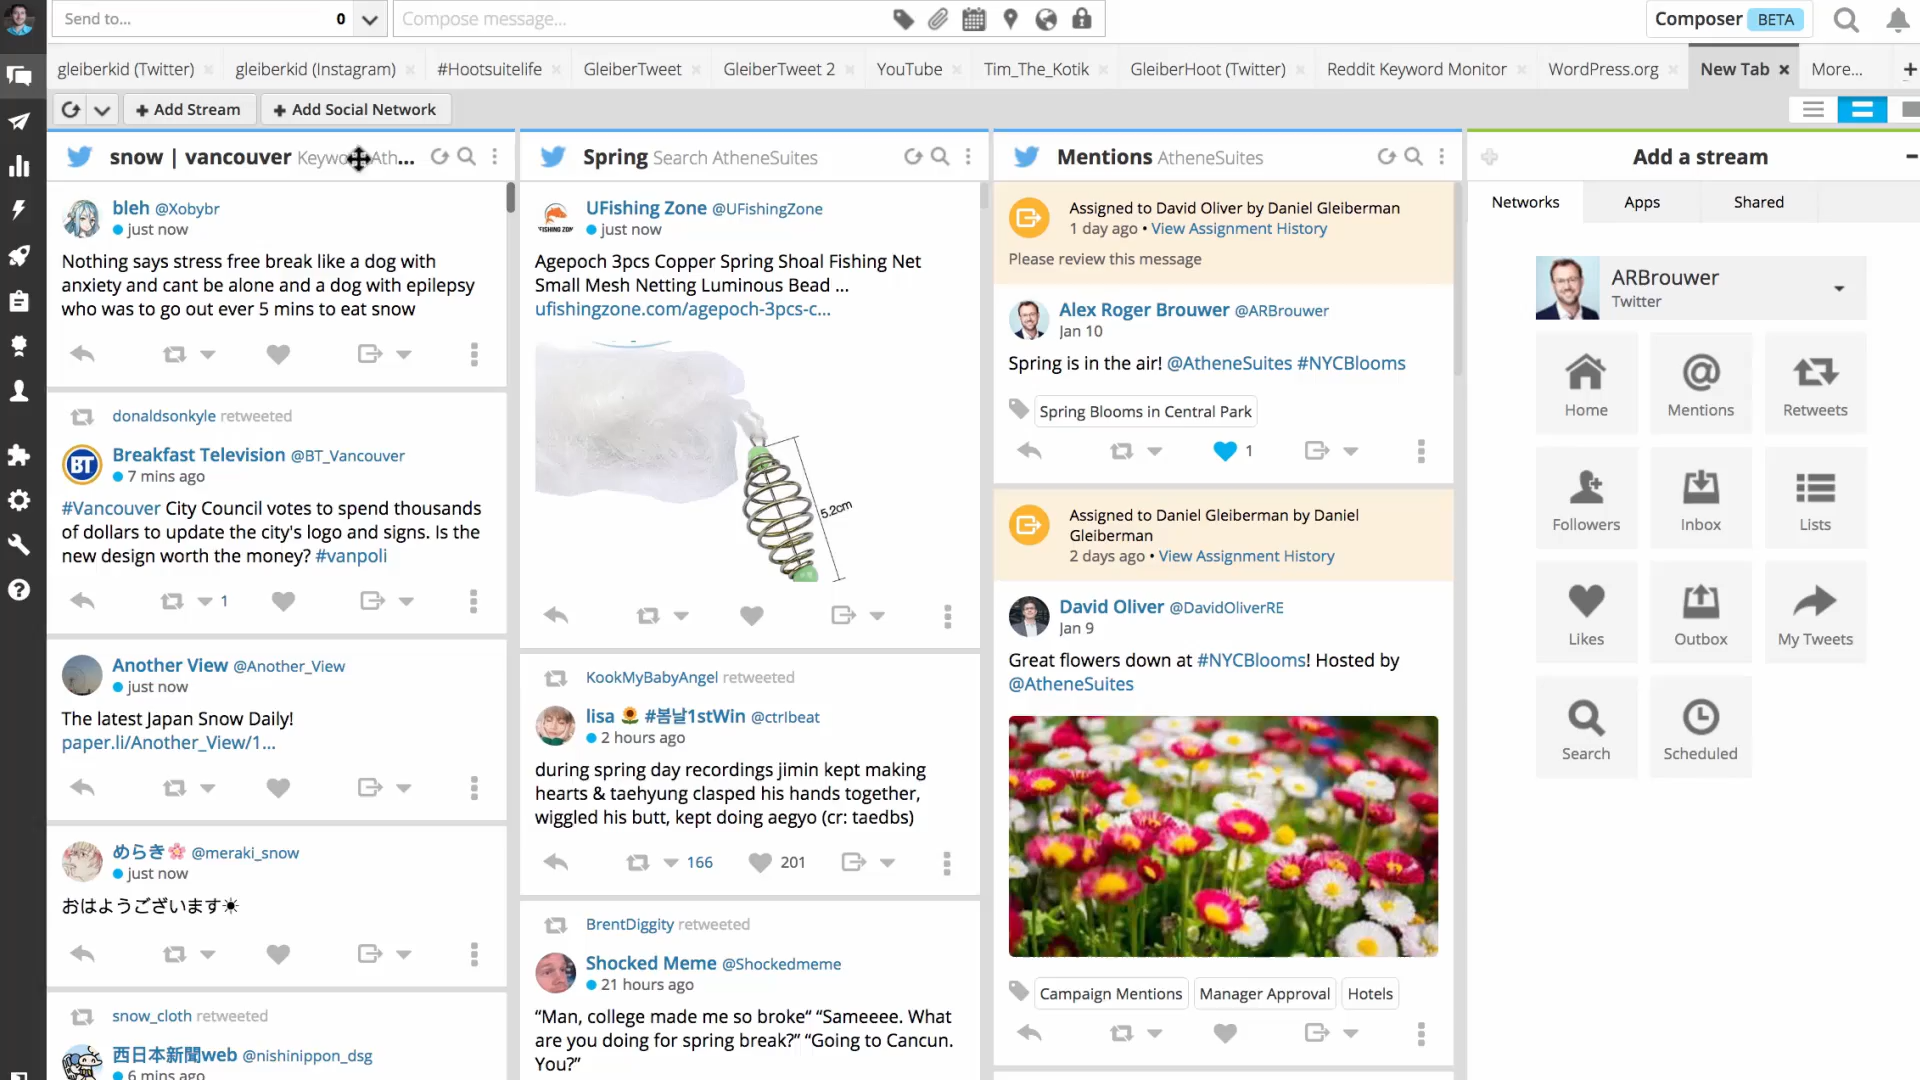 Send to...
0
Compose message...
Composer BETA
gleiberkid (Twitter)
gleiberkid (Instagram)
#Hootsuitelife
GleiberTweet
GleiberTweet 2
YouTube
Tim_The_Kotik
GleiberHoot (Twitter)
Reddit Keyword Monitor
WordPress.org
New Tab
More...
Add Stream
Add Social Network
snow | vancouver
bleh @Xobybr
just now
Nothing says stress free break like a dog with
anxiety and cant be alone and a dog with epilepsy
who was to go out ever 5 mins to eat snow
donaldsonkyle retweeted
BT
Breakfast Television @BT_Vancouver
7 mins ago
#Vancouver City Council votes to spend thousands
of dollars to update the city's logo and signs. Is the
new design worth the money? #vanpoli
1
Another View @Another_View
just now
The latest Japan Snow Daily!
paper.li/Another_View/1...
めらき🌸 @meraki_snow
just now
おはようございます☀
snow_cloth retweeted
西日本新聞web @nishinippon_dsg
6 mins ago
Spring Search AtheneSuites
UFishing Zone @UFishingZone
just now
Agepoch 3pcs Copper Spring Shoal Fishing Net
Small Mesh Netting Luminous Bead ...
ufishingzone.com/agepoch-3pcs-c...
5.2cm
KookMyBabyAngel retweeted
lisa 🌻 #봄날1stWin @ctrlbeat
2 hours ago
during spring day recordings jimin kept making
hearts & taehyung clasped his hands together,
wiggled his butt, kept doing aegyo (cr: taedbs)
166
201
BrentDiggity retweeted
Shocked Meme @Shockedmeme
21 hours ago
“Man, college made me so broke“ “Sameeee. What
are you doing for spring break?” “Going to Cancun.
You?”
Mentions AtheneSuites
Assigned to David Oliver by Daniel Gleiberman
1 day ago • View Assignment History
Please review this message
Alex Roger Brouwer @ARBrouwer
Jan 10
Spring is in the air! @AtheneSuites #NYCBlooms
Spring Blooms in Central Park
1
Assigned to Daniel Gleiberman by Daniel
Gleiberman
2 days ago • View Assignment History
David Oliver @DavidOliverRE
Jan 9
Great flowers down at #NYCBlooms! Hosted by
@AtheneSuites
Campaign Mentions
Manager Approval
Hotels
Add a stream
Networks
Apps
Shared
ARBrouwer
Twitter
Home
Mentions
Retweets
Followers
Inbox
Lists
Likes
Outbox
My Tweets
Search
Scheduled